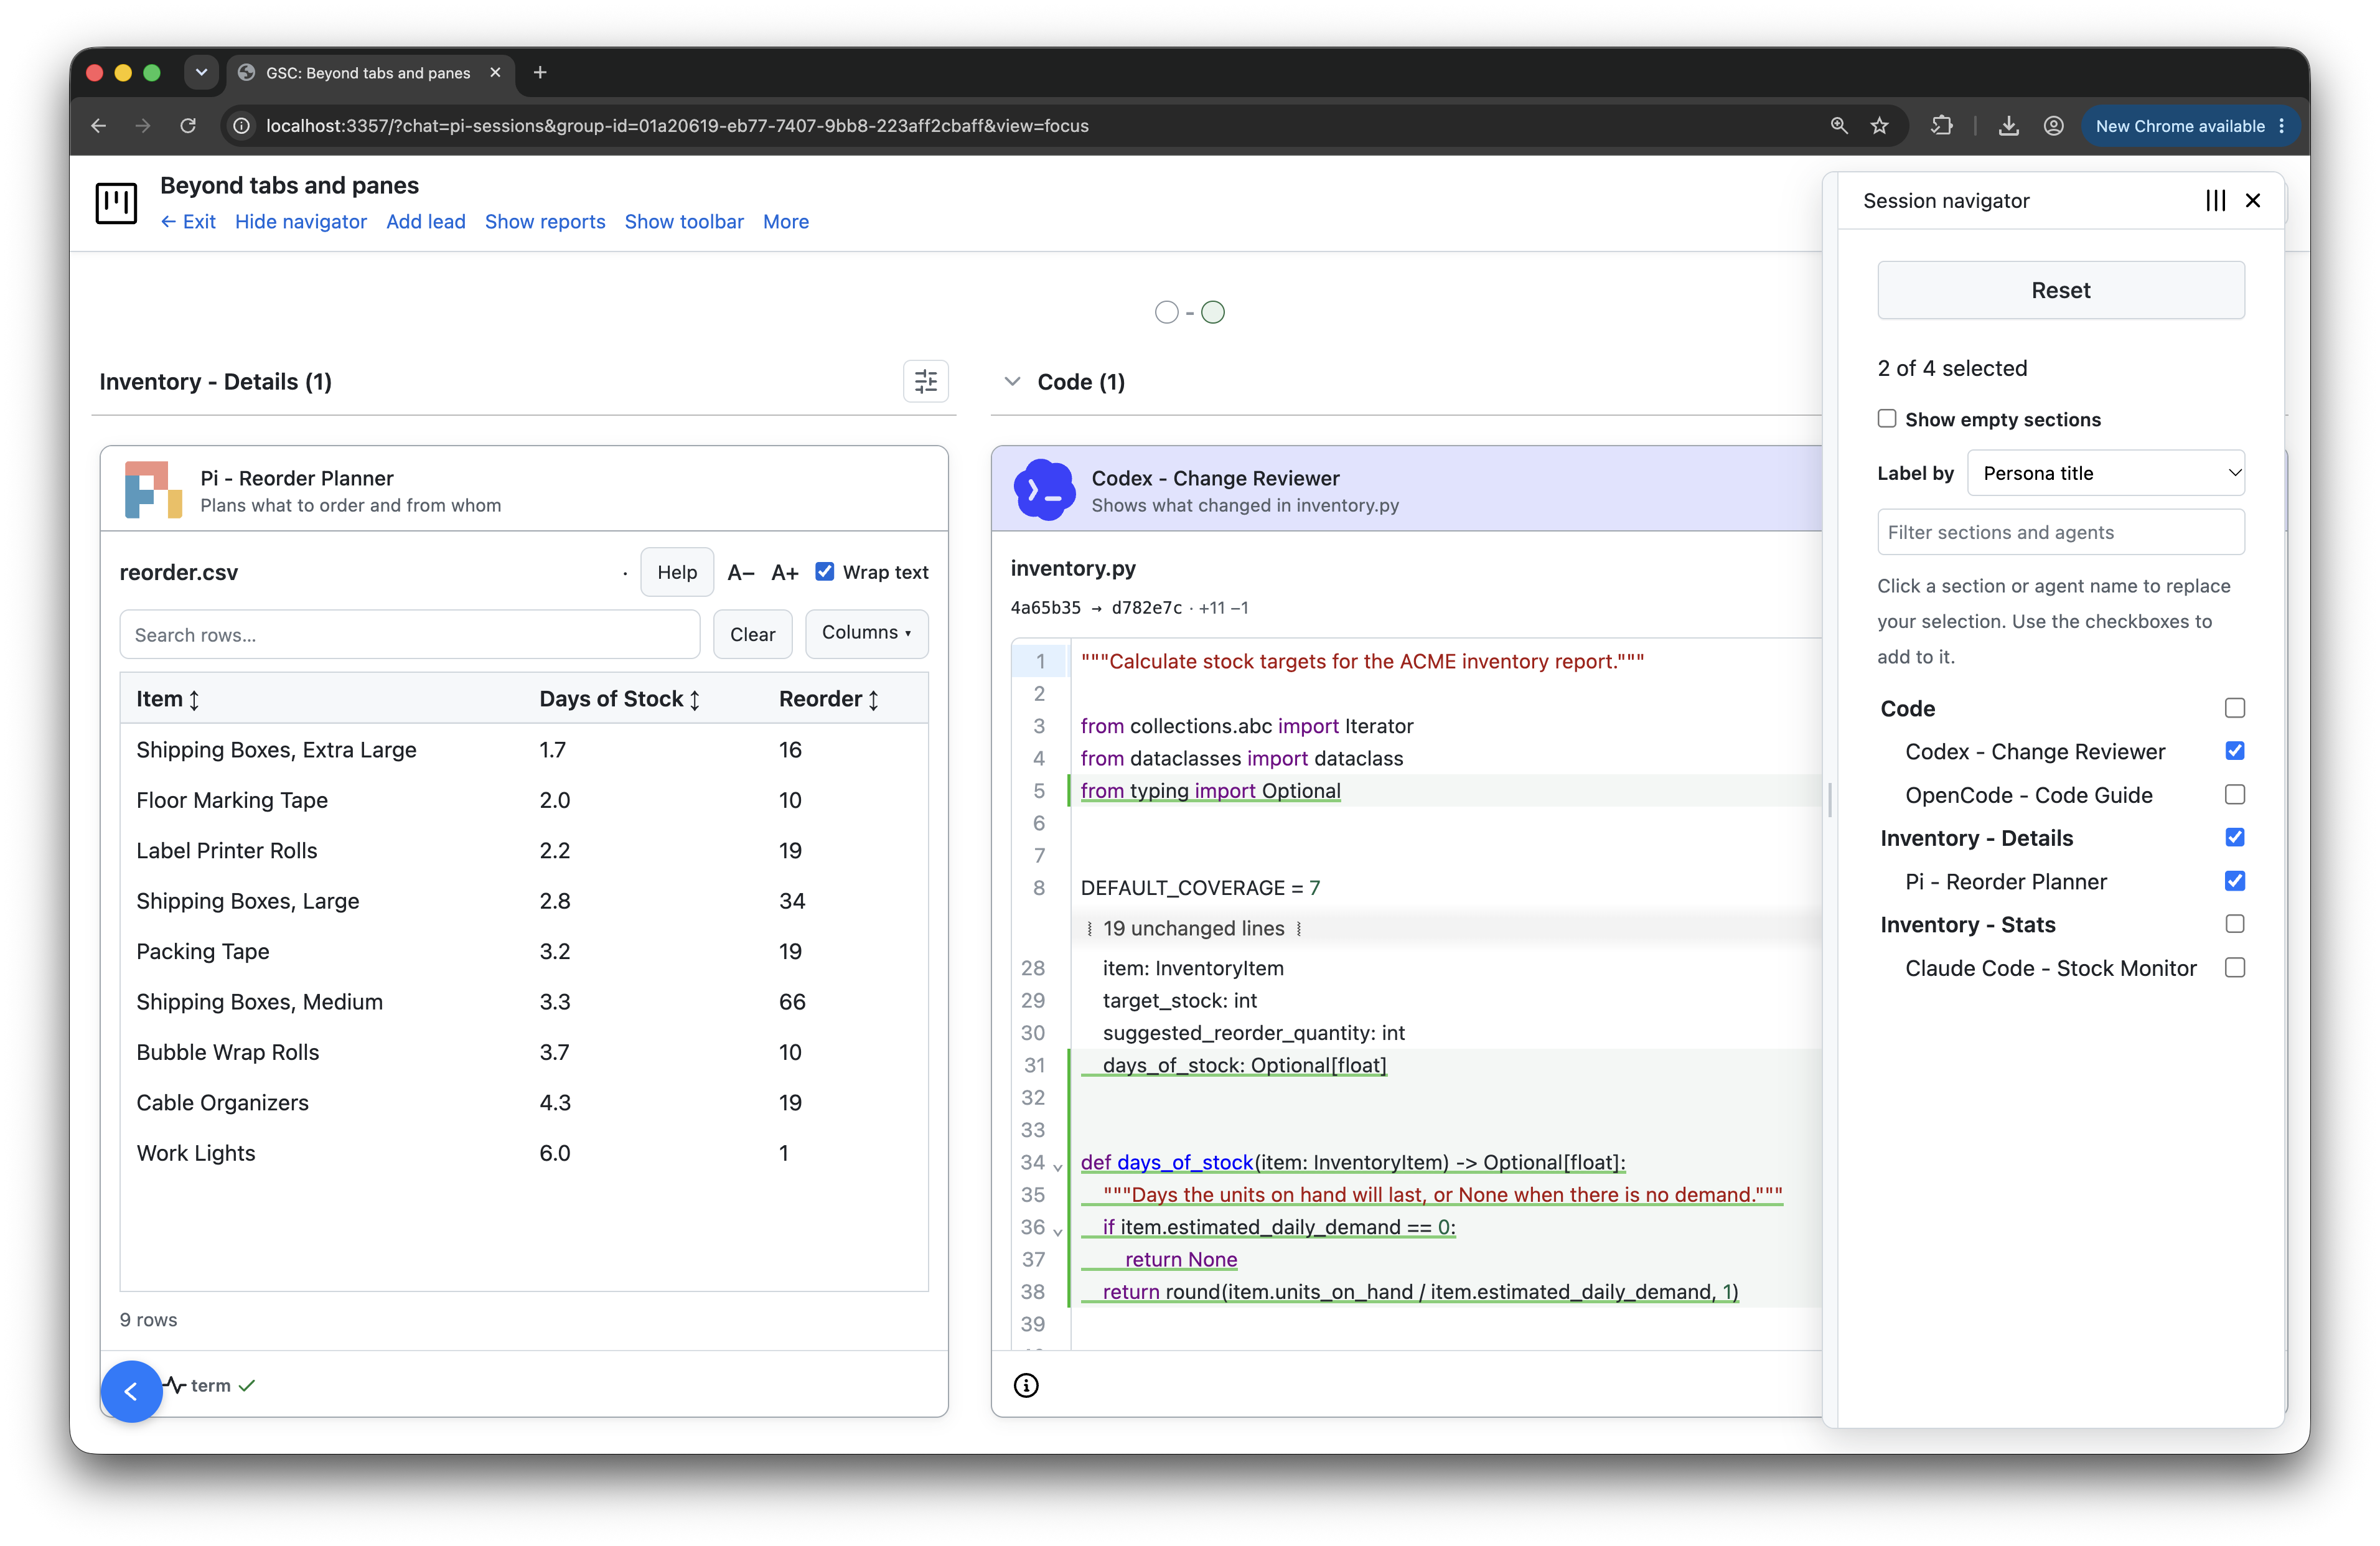 GSC: Beyond tabs and panes
localhost:3357/?chat=pi-sessions&group-id=01a20619-eb77-7407-9bb8-223aff2cbaff&view=focus
New Chrome available
Beyond tabs and panes
← Exit Hide navigator Add lead Show reports Show toolbar More
Inventory - Details (1)
Pi - Reorder Planner
Plans what to order and from whom
reorder.csv · Help A− A+ Wrap text
Search rows... Clear Columns ▾
Item ↕ Days of Stock ↕ Reorder ↕
Shipping Boxes, Extra Large 1.7 16
Floor Marking Tape 2.0 10
Label Printer Rolls 2.2 19
Shipping Boxes, Large 2.8 34
Packing Tape 3.2 19
Shipping Boxes, Medium 3.3 66
Bubble Wrap Rolls 3.7 10
Cable Organizers 4.3 19
Work Lights 6.0 1
9 rows
term ✓
Code (1)
Codex - Change Reviewer
Shows what changed in inventory.py
inventory.py
4a65b35 → d782e7c · +11 −1
1 """Calculate stock targets for the ACME inventory report."""
2
3 from collections.abc import Iterator
4 from dataclasses import dataclass
5 from typing import Optional
6
7
8 DEFAULT_COVERAGE = 7
19 unchanged lines
28 item: InventoryItem
29 target_stock: int
30 suggested_reorder_quantity: int
31 days_of_stock: Optional[float]
32
33
34 def days_of_stock(item: InventoryItem) -> Optional[float]:
35 """Days the units on hand will last, or None when there is no demand."""
36 if item.estimated_daily_demand == 0:
37 return None
38 return round(item.units_on_hand / item.estimated_daily_demand, 1)
39
Session navigator
Reset
2 of 4 selected
Show empty sections
Label by Persona title
Filter sections and agents
Click a section or agent name to replace
your selection. Use the checkboxes to
add to it.
Code
Codex - Change Reviewer
OpenCode - Code Guide
Inventory - Details
Pi - Reorder Planner
Inventory - Stats
Claude Code - Stock Monitor